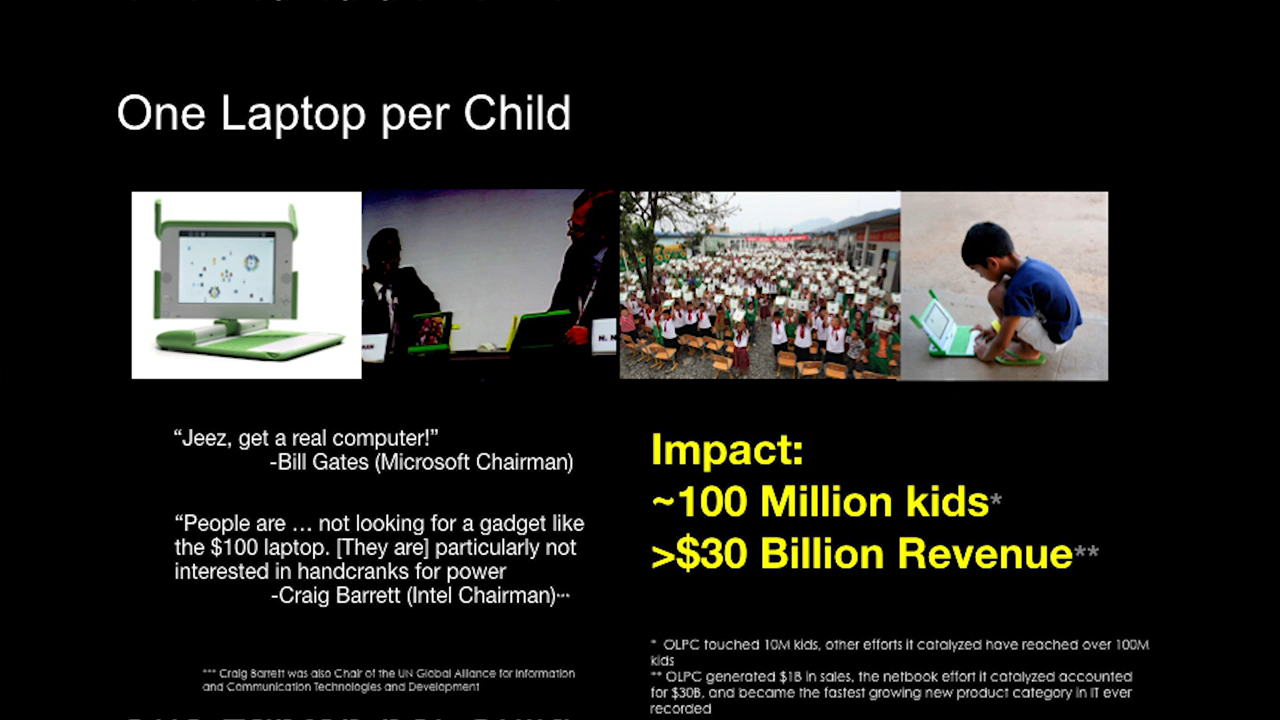 One Laptop per Child
“Jeez, get a real computer!”
-Bill Gates (Microsoft Chairman)
“People are … not looking for a gadget like
the $100 laptop. [They are] particularly not
interested in handcranks for power
-Craig Barrett (Intel Chairman)***
*** Craig Barrett was also Chair of the UN Global Alliance for Information
and Communication Technologies and Development
Impact:
~100 Million kids*
>$30 Billion Revenue**
* OLPC touched 10M kids, other efforts it catalyzed have reached over 100M
kids
** OLPC generated $1B in sales, the netbook effort it catalyzed accounted
for $30B, and became the fastest growing new product category in IT ever
recorded